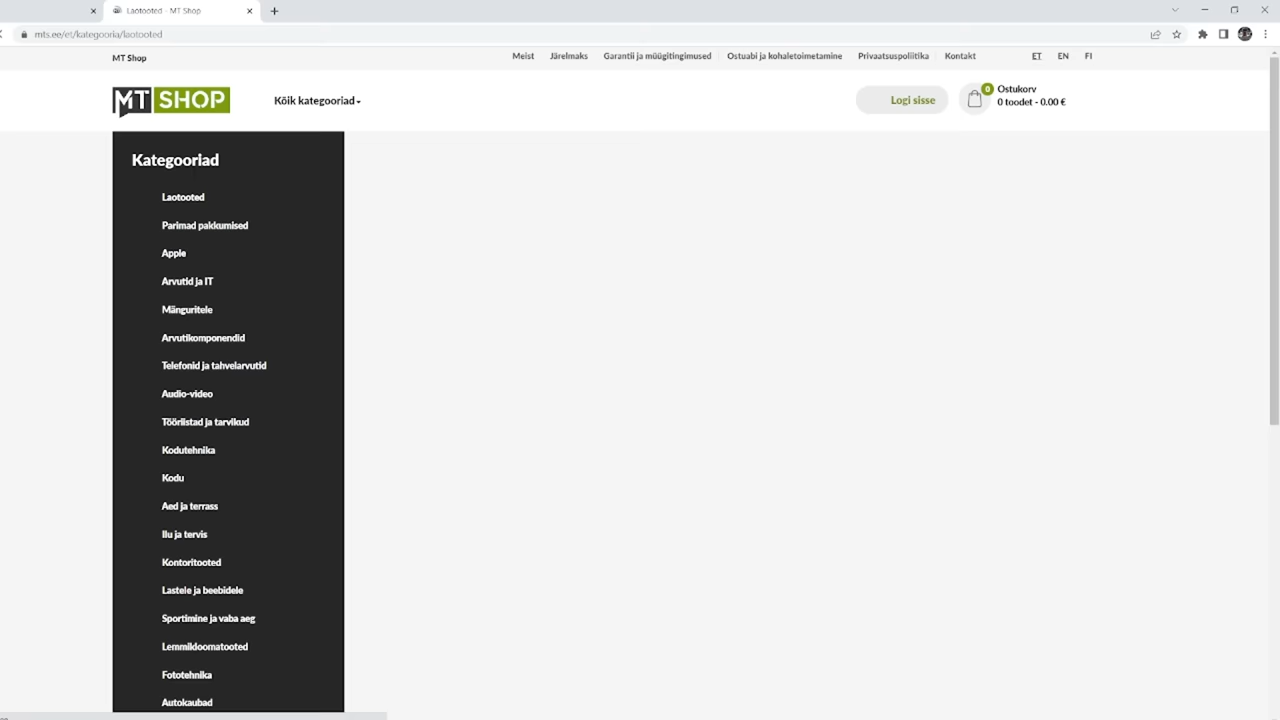 Laotooted - MT Shop
mts.ee/et/kategooria/laotooted
MT Shop
Meist Järelmaks Garantii ja müügitingimused Ostuabi ja kohaletoimetamine Privaatsuspoliitika Kontakt ET EN FI
MT SHOP
Kõik kategooriad
Logi sisse
0
Ostukorv
0 toodet - 0.00 €
Kategooriad
Laotooted
Parimad pakkumised
Apple
Arvutid ja IT
Mänguritele
Arvutikomponendid
Telefonid ja tahvelarvutid
Audio-video
Tööriistad ja tarvikud
Kodutehnika
Kodu
Aed ja terrass
Ilu ja tervis
Kontoritooted
Lastele ja beebidele
Sportimine ja vaba aeg
Lemmikloomatooted
Fototehnika
Autokaubad